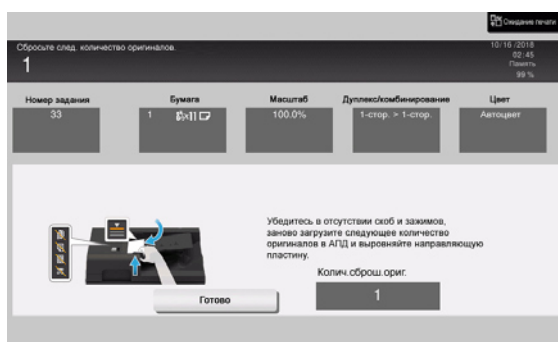 Ожидание печати
Сбросьте след. количество оригиналов.
1
10/16 /2018
02:45
Память
99 %
Номер задания
Бумага
Масштаб
Дуплекс/комбинирование
Цвет
33
1 8½x11
100.0%
1-стор. > 1-стор.
Автоцвет
Убедитесь в отсутствии скоб и зажимов,
заново загрузите следующее количество
оригиналов в АПД и выровняйте направляющую
пластину.
Колич.сброш.ориг.
1
Готово